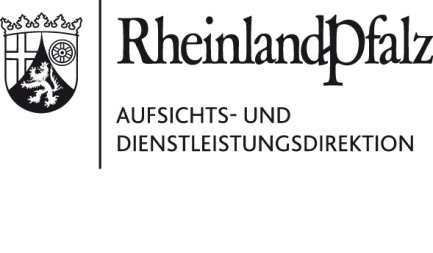 RheinlandPfalz
AUFSICHTS- UND
DIENSTLEISTUNGSDIREKTION